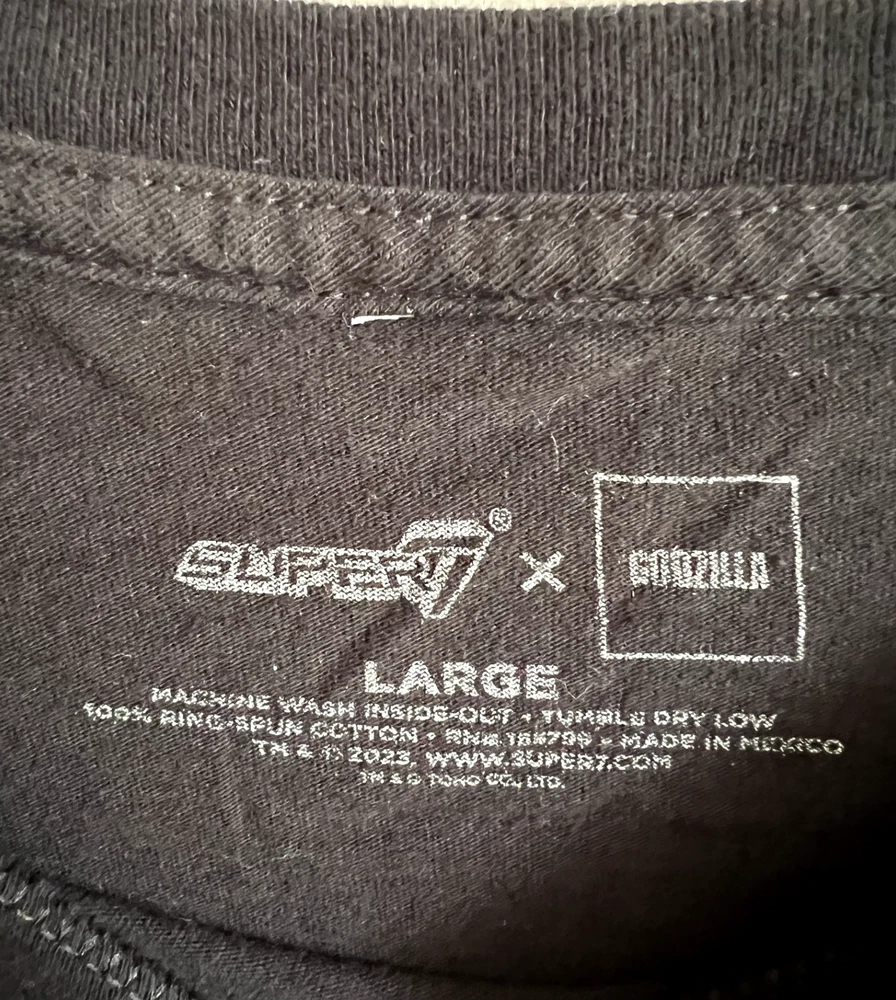 SUPER7® × GODZILLA
LARGE
MACHINE WASH INSIDE-OUT • TUMBLE DRY LOW
100% RING-SPUN COTTON • RN# • MADE IN MEXICO
TM & © 2023, WWW.SUPER7.COM
TM & © TOHO CO., LTD.